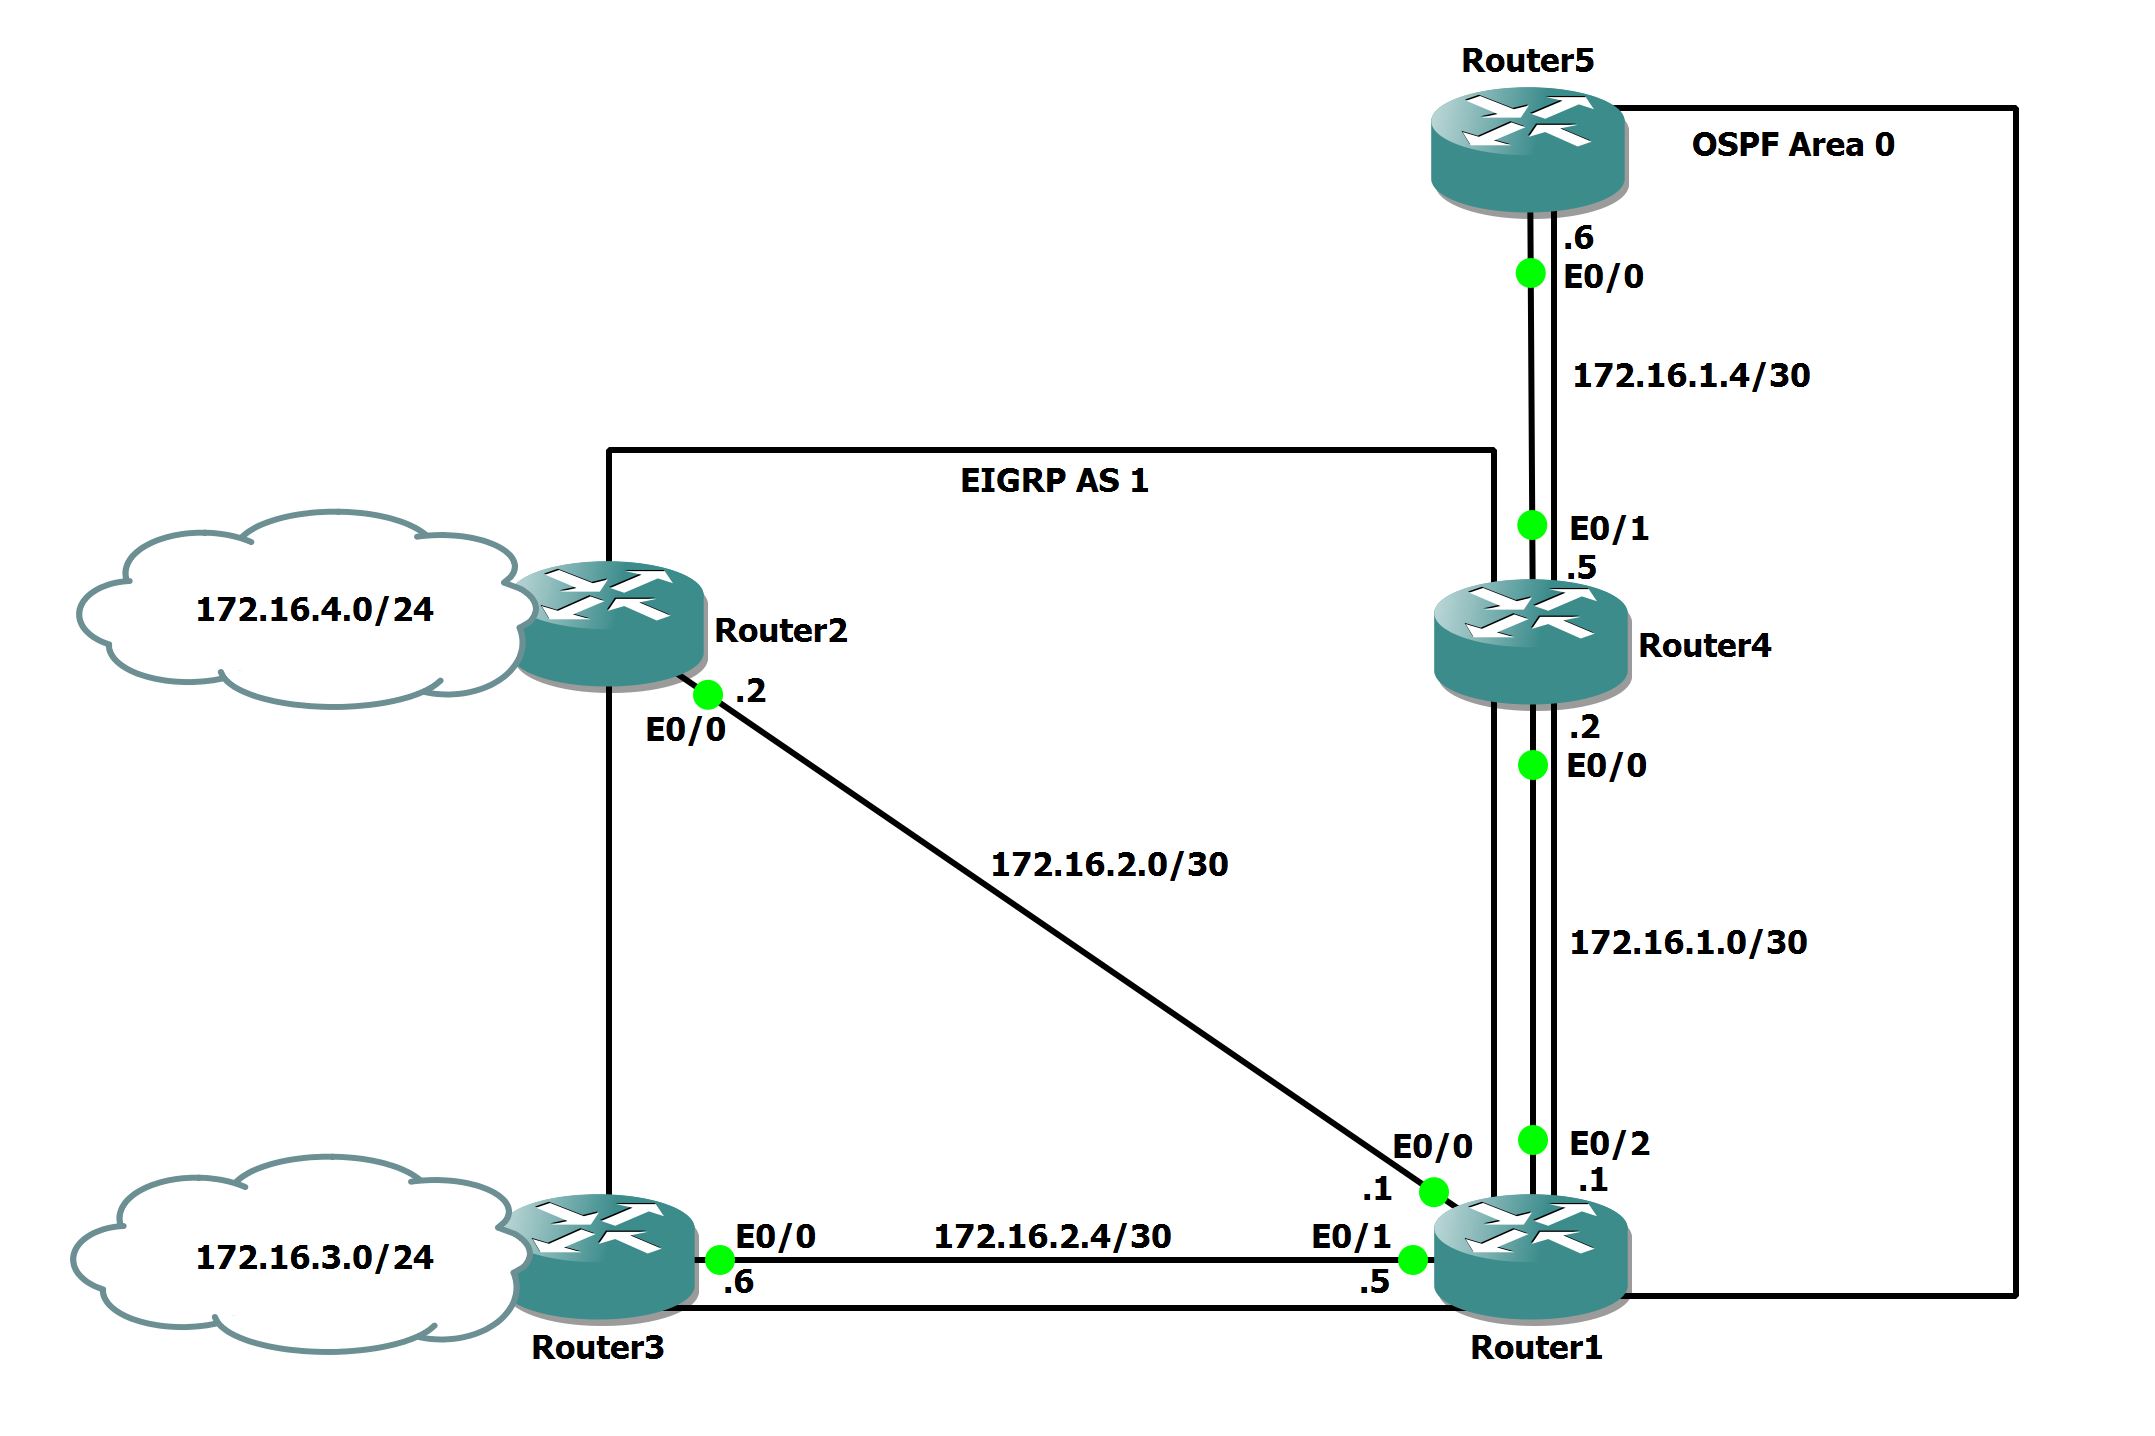 Router5
OSPF Area 0
.6
E0/0
172.16.1.4/30
EIGRP AS 1
E0/1
.5
172.16.4.0/24
Router2
Router4
.2
E0/0
.2
E0/0
172.16.2.0/30
172.16.1.0/30
E0/0
E0/2
.1
.1
172.16.3.0/24
E0/0
172.16.2.4/30
E0/1
.6
.5
Router3
Router1